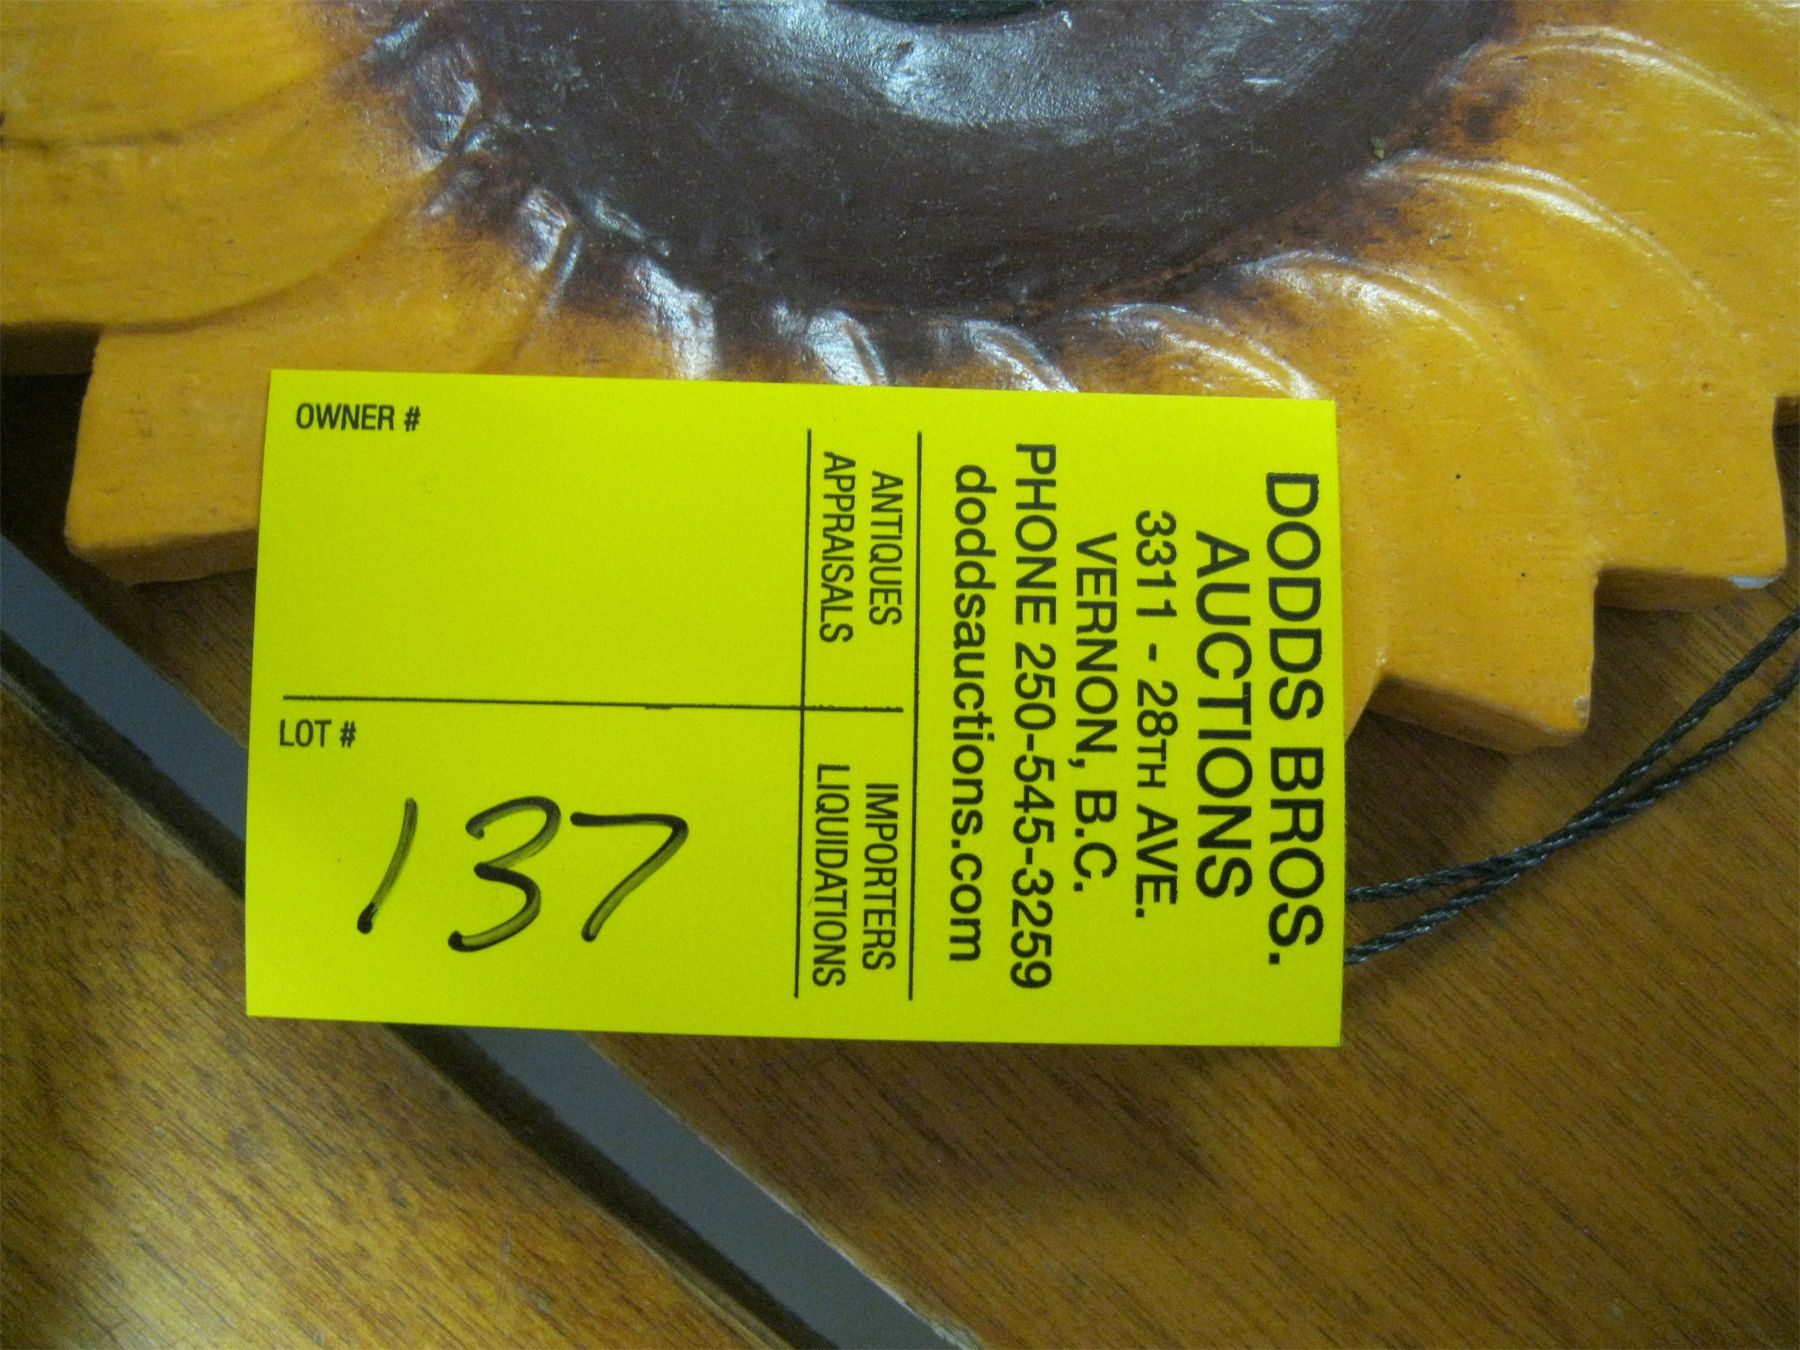 DODDS BROS.
AUCTIONS
3311 - 28TH AVE.
VERNON, B.C.
PHONE 250-545-3259
doddsauctions.com
ANTIQUES
APPRAISALS
IMPORTERS
LIQUIDATIONS
OWNER #
LOT #
137